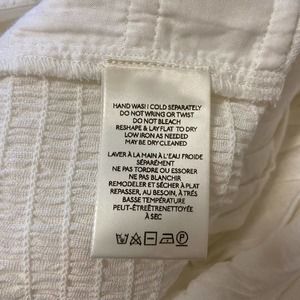 HAND WASH COLD SEPARATELY
DO NOT WRING OR TWIST
DO NOT BLEACH
RESHAPE & LAY FLAT TO DRY
LOW IRON AS NEEDED
MAY BE DRY CLEANED
LAVER À LA MAIN À L'EAU FROIDE
SÉPARÉMENT
NE PAS TORDRE OU ESSORER
NE PAS BLANCHIR
REMODELER ET SÉCHER À PLAT
REPASSER, AU BESOIN, À TRÈS
BASSE TEMPÉRATURE
PEUT-ÊTREÊTRENETTOYÉE
À SEC
P